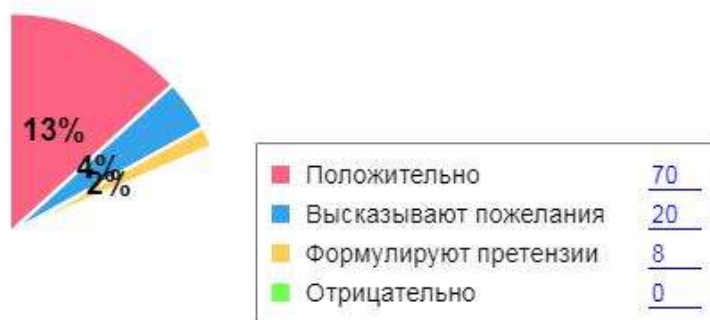 13%
4%
2%
Положительно 70
Высказывают пожелания 20
Формулируют претензии 8
Отрицательно 0